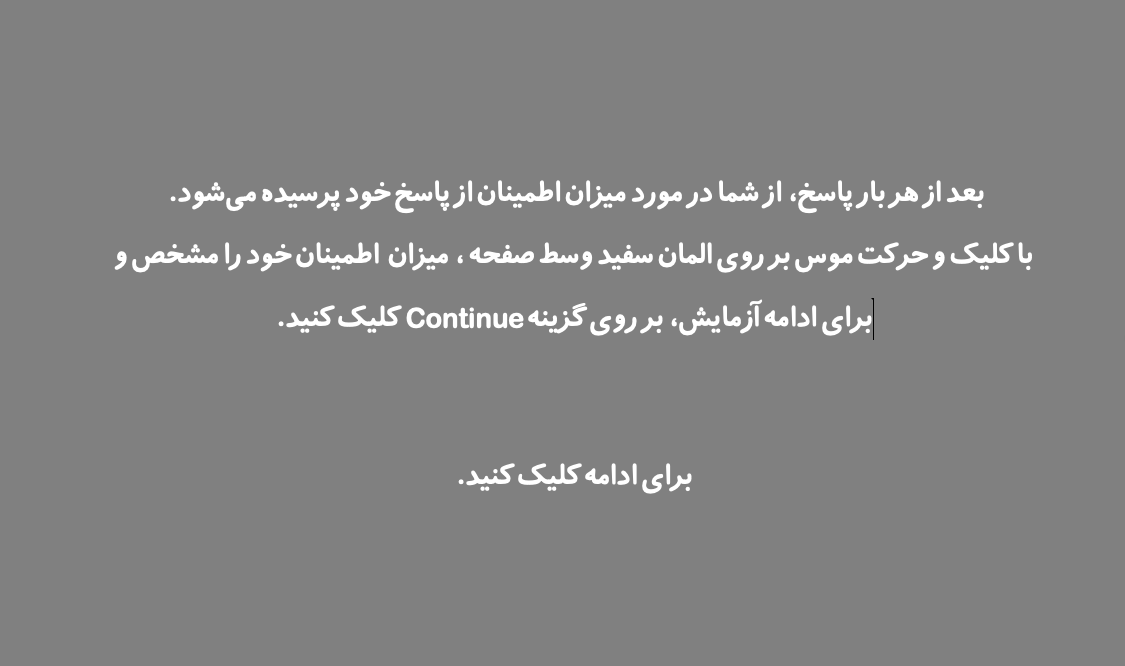 بعد از هر بار پاسخ، از شما در مورد میزان اطمینان از پاسخ خود پرسیده می‌شود.
با کلیک و حرکت موس بر روی المان سفید وسط صفحه ، میزان اطمینان خود را مشخص و
برای ادامه آزمایش، بر روی گزینه Continue کلیک کنید.
برای ادامه کلیک کنید.